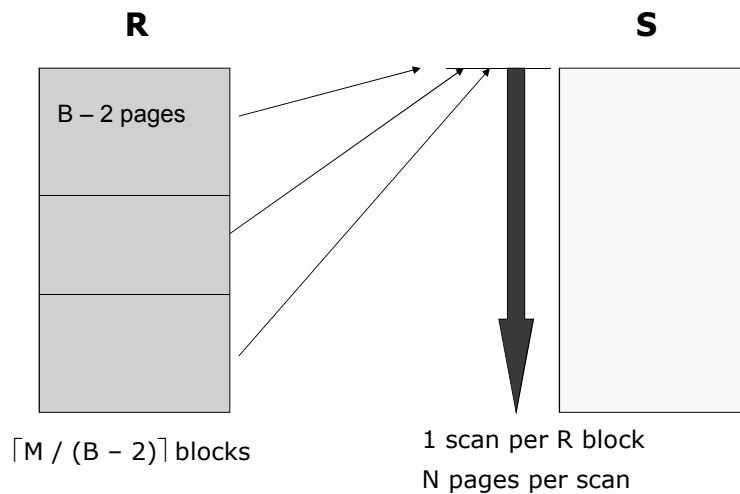 R
S
B – 2 pages
⌈M / (B – 2)⌉ blocks
1 scan per R block
N pages per scan